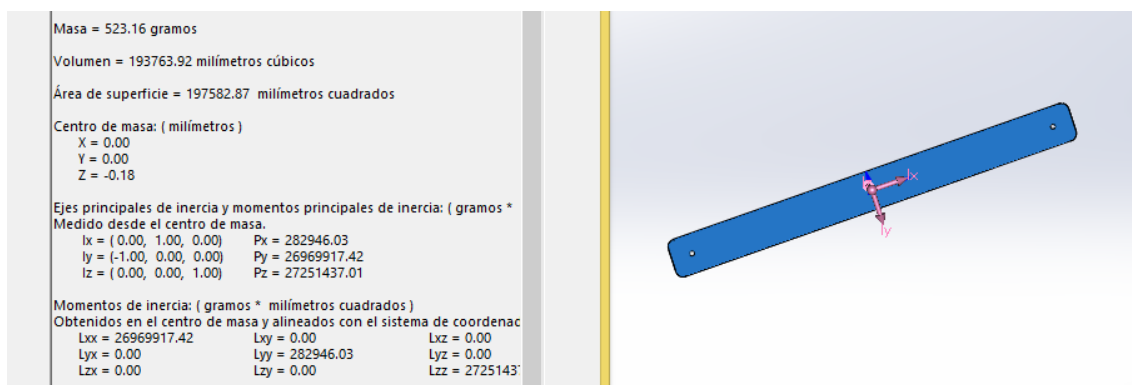 Masa = 523.16 gramos
Volumen = 193763.92 milímetros cúbicos
Área de superficie = 197582.87 milímetros cuadrados
Centro de masa: ( milímetros )
X = 0.00
Y = 0.00
Z = -0.18
Ejes principales de inercia y momentos principales de inercia: ( gramos *
Medido desde el centro de masa.
Ix = ( 0.00, 1.00, 0.00) Px = 282946.03
Iy = (-1.00, 0.00, 0.00) Py = 26969917.42
Iz = ( 0.00, 0.00, 1.00) Pz = 27251437.01
Momentos de inercia: ( gramos * milímetros cuadrados )
Obtenidos en el centro de masa y alineados con el sistema de coordenac
Lxx = 26969917.42 Lxy = 0.00 Lxz = 0.00
Lyx = 0.00 Lyy = 282946.03 Lyz = 0.00
Lzx = 0.00 Lzy = 0.00 Lzz = 2725143
Ix
Iy